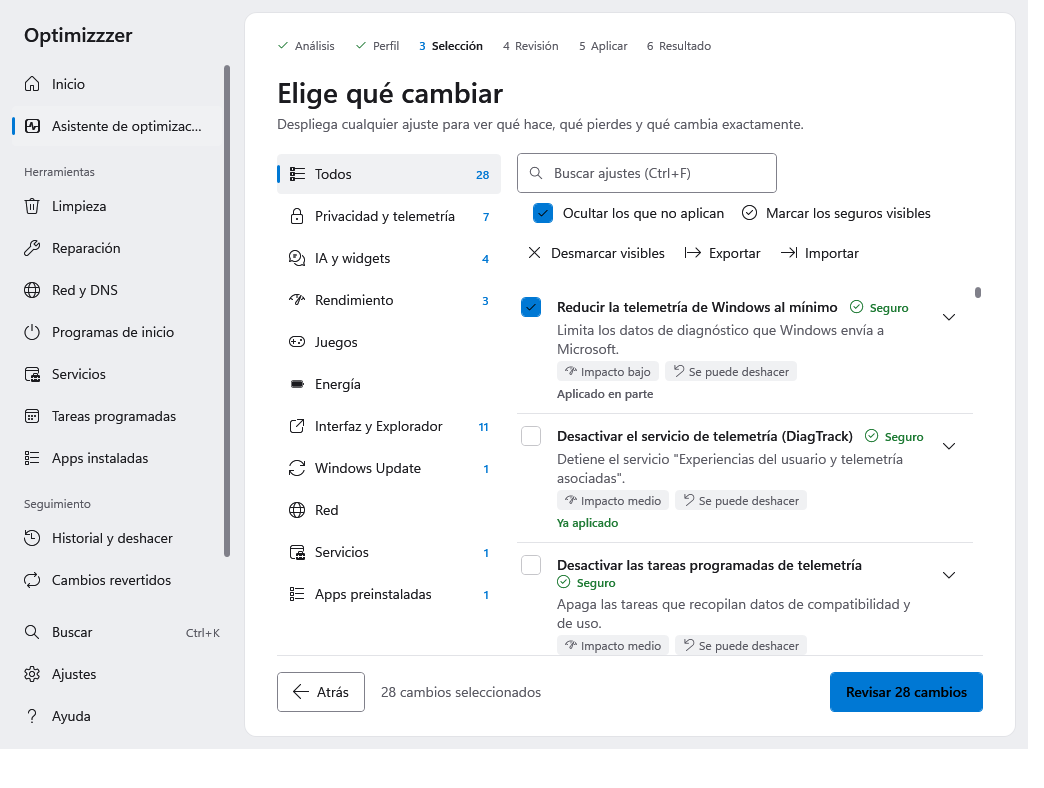 Optimizzzer
Inicio
Asistente de optimizac...
Herramientas
Limpieza
Reparación
Red y DNS
Programas de inicio
Servicios
Tareas programadas
Apps instaladas
Seguimiento
Historial y deshacer
Cambios revertidos
Buscar Ctrl+K
Ajustes
Ayuda
Análisis Perfil 3 Selección 4 Revisión 5 Aplicar 6 Resultado
Elige qué cambiar
Despliega cualquier ajuste para ver qué hace, qué pierdes y qué cambia exactamente.
Todos 28
Privacidad y telemetría 7
IA y widgets 4
Rendimiento 3
Juegos
Energía
Interfaz y Explorador 11
Windows Update 1
Red
Servicios 1
Apps preinstaladas 1
Buscar ajustes (Ctrl+F)
Ocultar los que no aplican Marcar los seguros visibles
Desmarcar visibles Exportar Importar
Reducir la telemetría de Windows al mínimo Seguro
Limita los datos de diagnóstico que Windows envía a
Microsoft.
Impacto bajo Se puede deshacer
Aplicado en parte
Desactivar el servicio de telemetría (DiagTrack) Seguro
Detiene el servicio "Experiencias del usuario y telemetría
asociadas".
Impacto medio Se puede deshacer
Ya aplicado
Desactivar las tareas programadas de telemetría
Seguro
Apaga las tareas que recopilan datos de compatibilidad y
de uso.
Impacto medio Se puede deshacer
Atrás 28 cambios seleccionados Revisar 28 cambios